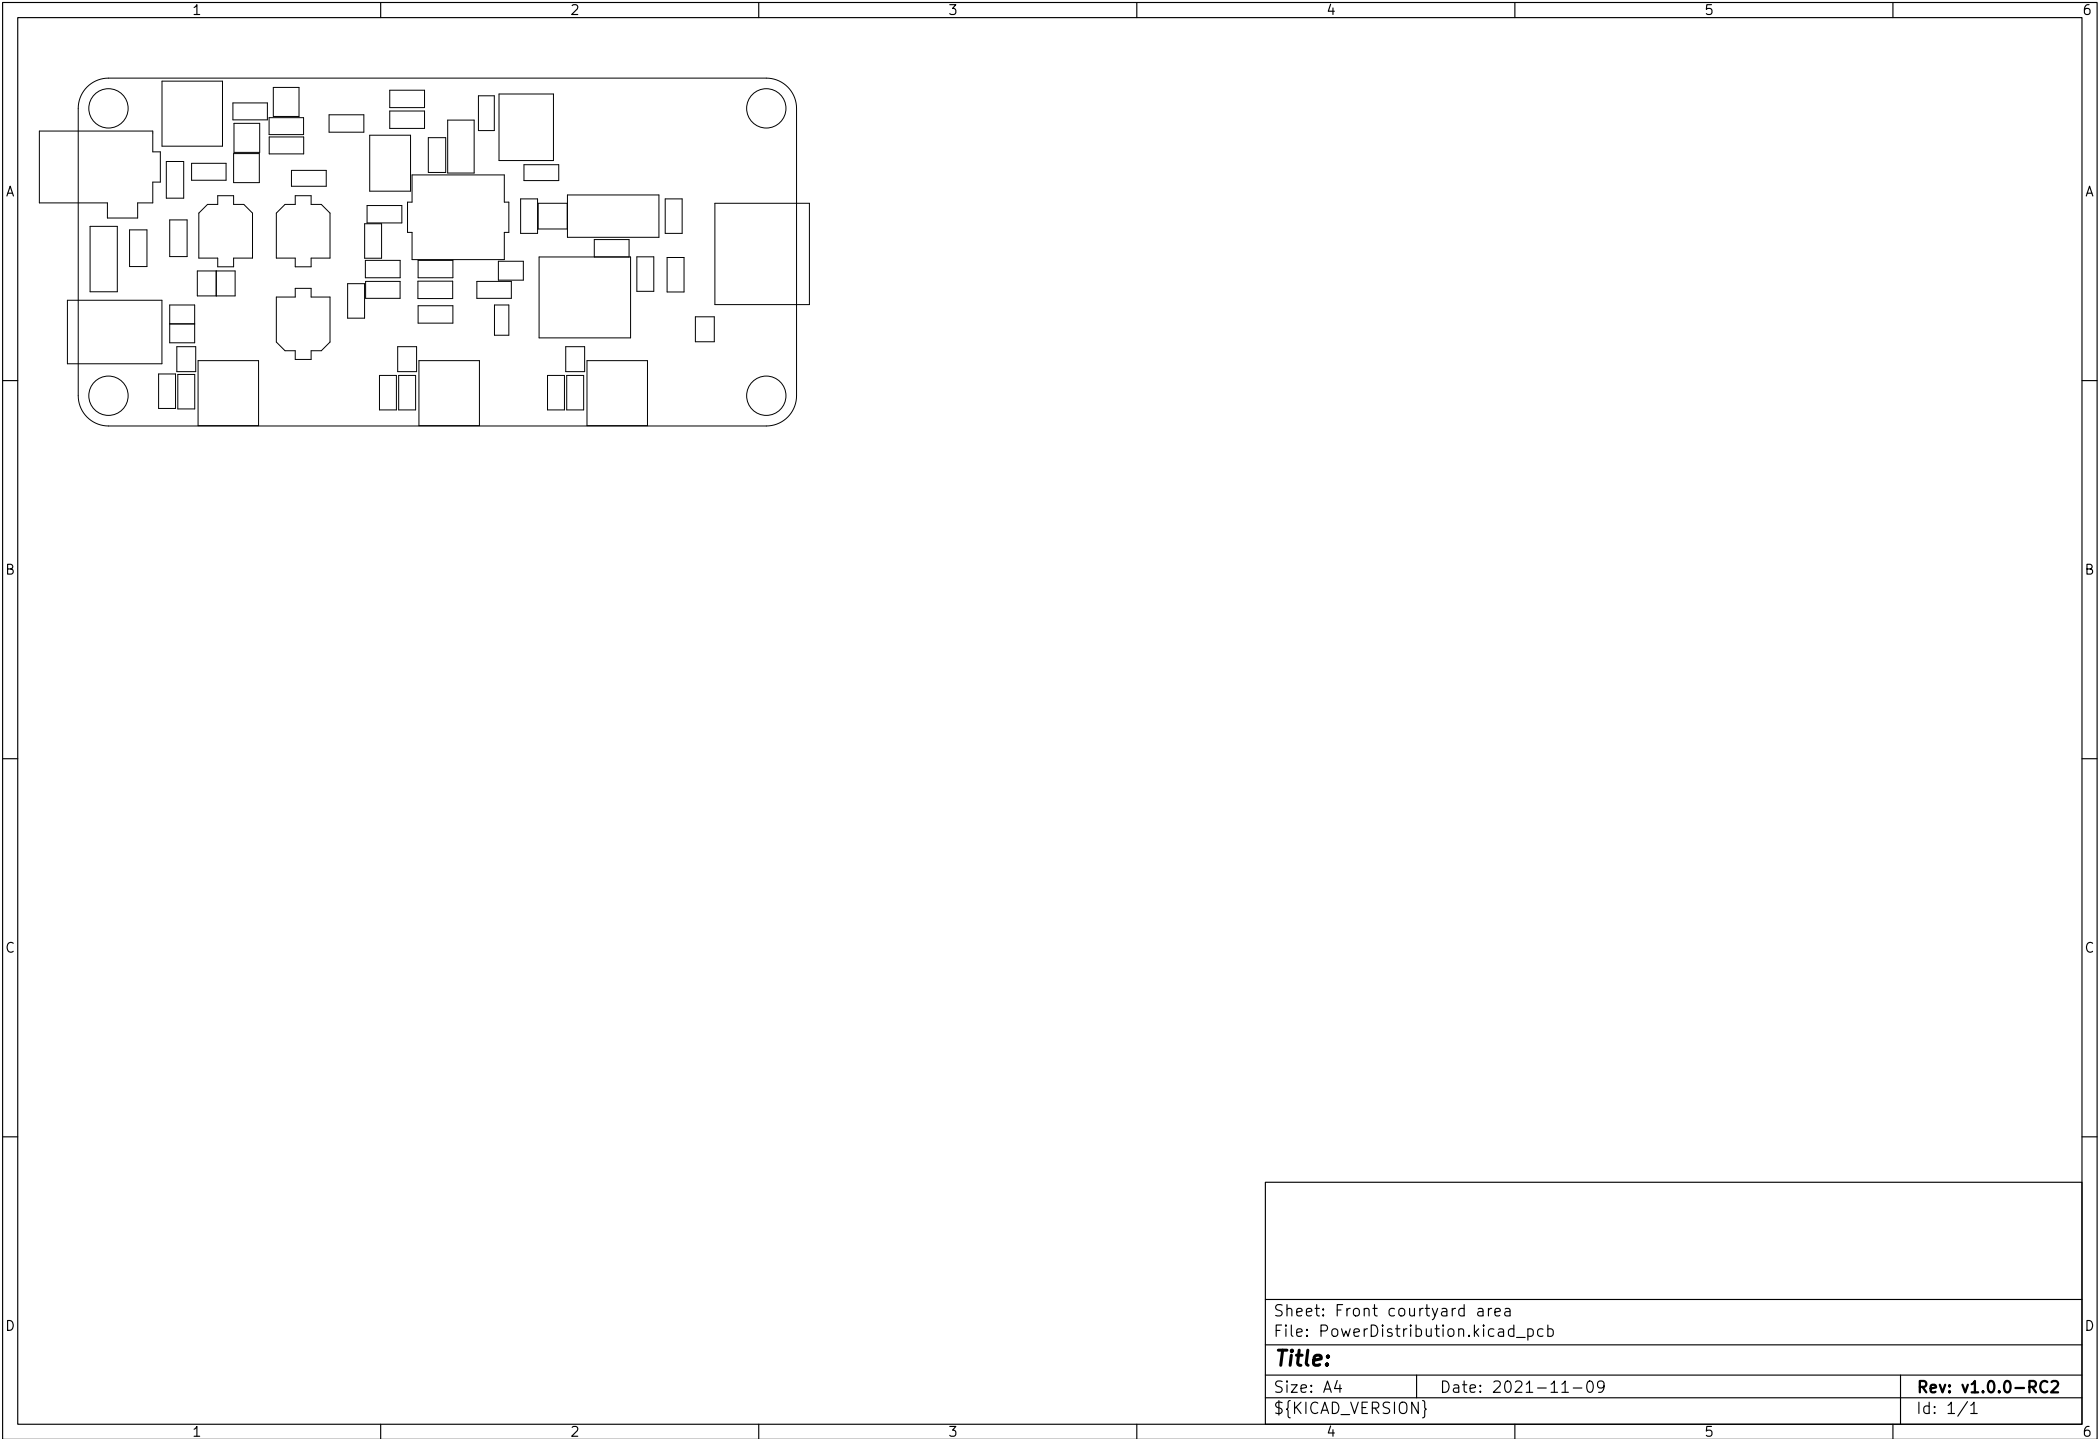 1 2 3 4 5 6
A A
B B
C C
D D
Sheet: Front courtyard area
File: PowerDistribution.kicad_pcb
Title:
Size: A4 Date: 2021-11-09 Rev: v1.0.0-RC2
${KICAD_VERSION} Id: 1/1
1 2 3 4 5 6